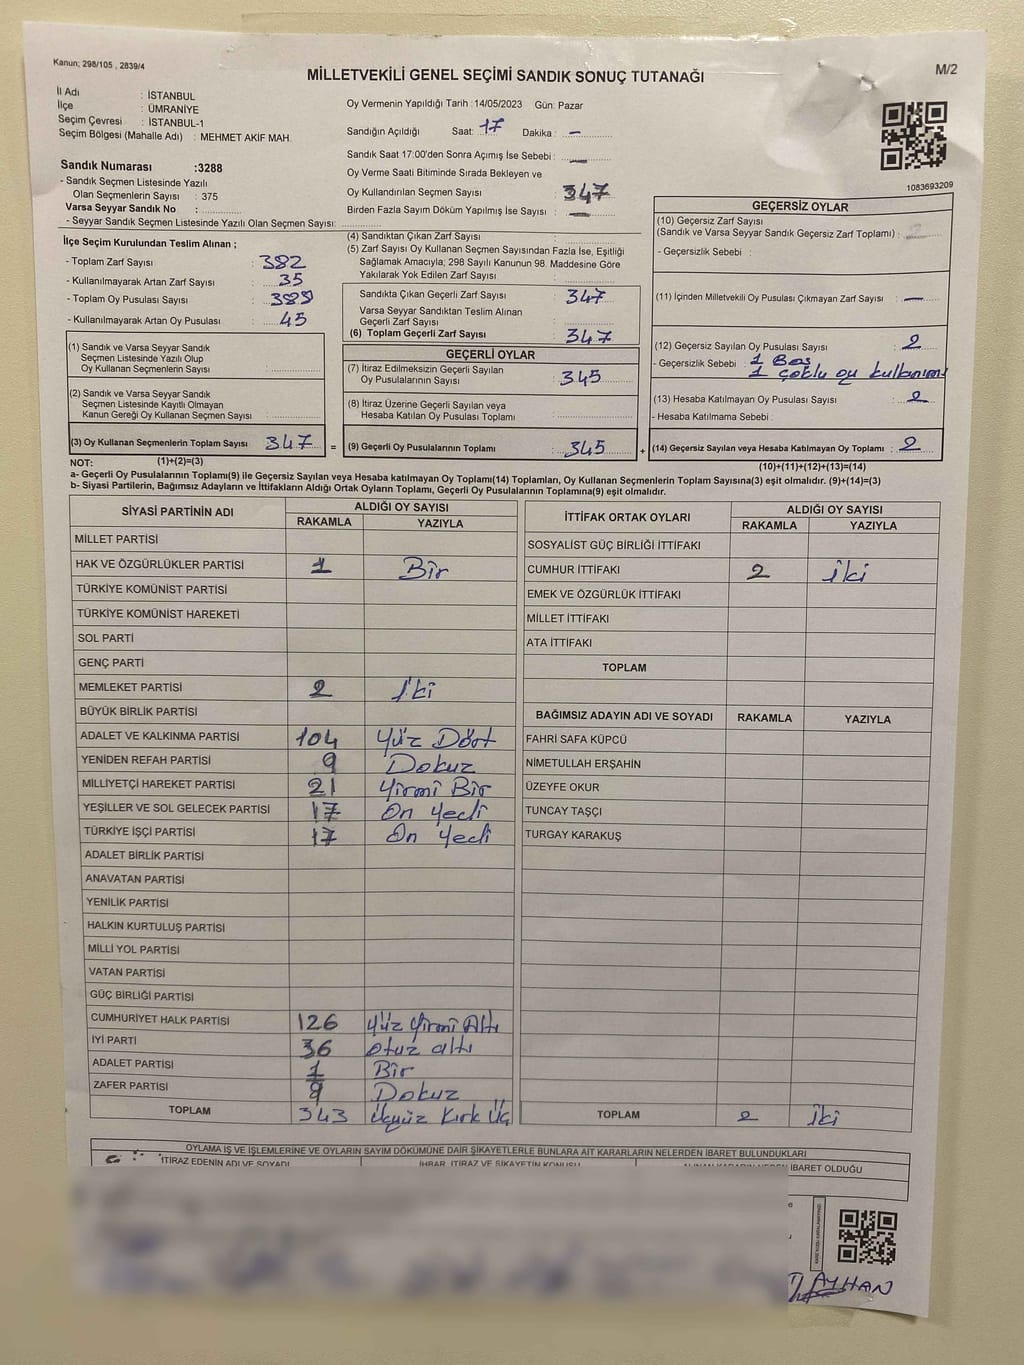 Kanun; 298/105 , 2839/4
M/2
MİLLETVEKİLİ GENEL SEÇİMİ SANDIK SONUÇ TUTANAĞI
İl Adı : İSTANBUL
İlçe : ÜMRANİYE
Seçim Çevresi : İSTANBUL-1
Seçim Bölgesi (Mahalle Adı) : MEHMET AKİF MAH.
Sandık Numarası :3288
- Sandık Seçmen Listesinde Yazılı
Olan Seçmenlerin Sayısı : 375
Varsa Seyyar Sandık No :
- Seyyar Sandık Seçmen Listesinde Yazılı Olan Seçmen Sayısı:
İlçe Seçim Kurulundan Teslim Alınan ;
- Toplam Zarf Sayısı : 382
- Kullanılmayarak Artan Zarf Sayısı : 35
- Toplam Oy Pusulası Sayısı :
- Kullanılmayarak Artan Oy Pusulası : 45
(1) Sandık ve Varsa Seyyar Sandık
Seçmen Listesinde Yazılı Olup
Oy Kullanan Seçmenlerin Sayısı :
(2) Sandık ve Varsa Seyyar Sandık
Seçmen Listesinde Kayıtlı Olmayan
Kanun Gereği Oy Kullanan Seçmen Sayısı :
(3) Oy Kullanan Seçmenlerin Toplam Sayısı : 347 =
(1)+(2)=(3)
Oy Vermenin Yapıldığı Tarih :14/05/2023 Gün: Pazar
Sandığın Açıldığı Saat: 17 Dakika : -
Sandık Saat 17:00'den Sonra Açımış İse Sebebi : -
Oy Verme Saati Bitiminde Sırada Bekleyen ve
Oy Kullandırılan Seçmen Sayısı : 347
Birden Fazla Sayım Döküm Yapılmış İse Sayısı : -
(4) Sandıktan Çıkan Zarf Sayısı :
(5) Zarf Sayısı Oy Kullanan Seçmen Sayısından Fazla İse, Eşitliği
Sağlamak Amacıyla; 298 Sayılı Kanunun 98. Maddesine Göre
Yakılarak Yok Edilen Zarf Sayısı :
Sandıkta Çıkan Geçerli Zarf Sayısı : 347
Varsa Seyyar Sandıktan Teslim Alınan
Geçerli Zarf Sayısı :
(6) Toplam Geçerli Zarf Sayısı : 347
GEÇERLİ OYLAR
(7) İtiraz Edilmeksizin Geçerli Sayılan
Oy Pusulalarının Sayısı : 345
(8) İtiraz Üzerine Geçerli Sayılan veya
Hesaba Katılan Oy Pusulası Toplamı :
(9) Geçerli Oy Pusulalarının Toplamı : 345 +
1083693209
GEÇERSİZ OYLAR
(10) Geçersiz Zarf Sayısı
(Sandık ve Varsa Seyyar Sandık Geçersiz Zarf Toplamı) :
- Geçersizlik Sebebi :
(11) İçinden Milletvekili Oy Pusulası Çıkmayan Zarf Sayısı : -
(12) Geçersiz Sayılan Oy Pusulası Sayısı : 2
- Geçersizlik Sebebi : 1 Boş
1 çoklu oy kullanımı
(13) Hesaba Katılmayan Oy Pusulası Sayısı : 2
- Hesaba Katılmama Sebebi :
(14) Geçersiz Sayılan veya Hesaba Katılmayan Oy Toplamı : 2
(10)+(11)+(12)+(13)=(14)
NOT:
a- Geçerli Oy Pusulalarının Toplamı(9) ile Geçersiz Sayılan veya Hesaba katılmayan Oy Toplamı(14) Toplamları, Oy Kullanan Seçmenlerin Toplam Sayısına(3) eşit olmalıdır. (9)+(14)=(3)
b- Siyasi Partilerin, Bağımsız Adayların ve İttifakların Aldığı Ortak Oyların Toplamı, Geçerli Oy Pusulalarının Toplamına(9) eşit olmalıdır.
SİYASİ PARTİNİN ADI ALDIĞI OY SAYISI
RAKAMLA YAZIYLA
MİLLET PARTİSİ
HAK VE ÖZGÜRLÜKLER PARTİSİ 1 Bir
TÜRKİYE KOMÜNİST PARTİSİ
TÜRKİYE KOMÜNİST HAREKETİ
SOL PARTİ
GENÇ PARTİ
MEMLEKET PARTİSİ 2 İki
BÜYÜK BİRLİK PARTİSİ
ADALET VE KALKINMA PARTİSİ 104 Yüz Dört
YENİDEN REFAH PARTİSİ 9 Dokuz
MİLLİYETÇİ HAREKET PARTİSİ 21 Yirmi Bir
YEŞİLLER VE SOL GELECEK PARTİSİ 17 On Yedi
TÜRKİYE İŞÇİ PARTİSİ 17 On Yedi
ADALET BİRLİK PARTİSİ
ANAVATAN PARTİSİ
YENİLİK PARTİSİ
HALKIN KURTULUŞ PARTİSİ
MİLLİ YOL PARTİSİ
VATAN PARTİSİ
GÜÇ BİRLİĞİ PARTİSİ
CUMHURİYET HALK PARTİSİ 126 Yüz Yirmi Altı
İYİ PARTİ 36 otuz altı
ADALET PARTİSİ 1 Bir
ZAFER PARTİSİ 9 Dokuz
TOPLAM 343 Üçyüz Kırk Üç
İTTİFAK ORTAK OYLARI ALDIĞI OY SAYISI
RAKAMLA YAZIYLA
SOSYALİST GÜÇ BİRLİĞİ İTTİFAKI
CUMHUR İTTİFAKI 2 iki
EMEK VE ÖZGÜRLÜK İTTİFAKI
MİLLET İTTİFAKI
ATA İTTİFAKI
TOPLAM
BAĞIMSIZ ADAYIN ADI VE SOYADI RAKAMLA YAZIYLA
FAHRİ SAFA KÜPCÜ
NİMETULLAH ERŞAHİN
ÜZEYFE OKUR
TUNCAY TAŞÇI
TURGAY KARAKUŞ
TOPLAM 2 iki
OYLAMA İŞ VE İŞLEMLERİNE VE OYLARIN SAYIM DÖKÜMÜNE DAİR ŞİKAYETLERLE BUNLARA AİT KARARLARIN NELERDEN İBARET BULUNDUKLARI
İTİRAZ EDENİN ADI VE SOYADI İHBAR, İTİRAZ VE ŞİKAYETİN KONUSU ALINAN KARARIN NEDEN İBARET OLDUĞU
AYHAN